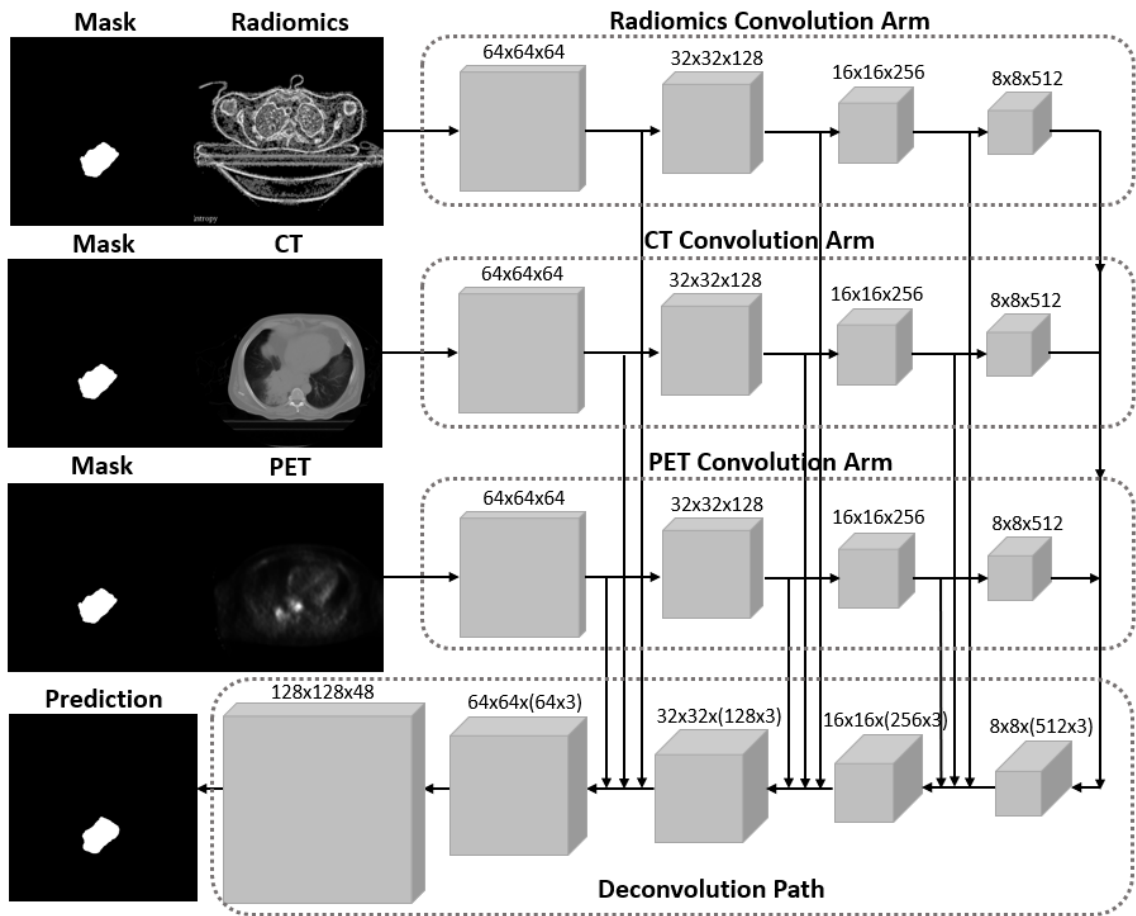 Mask Radiomics Radiomics Convolution Arm
64x64x64 32x32x128 16x16x256 8x8x512
intropy
Mask CT CT Convolution Arm
64x64x64 32x32x128 16x16x256 8x8x512
Mask PET PET Convolution Arm
64x64x64 32x32x128 16x16x256 8x8x512
Prediction 128x128x48 64x64x(64x3) 32x32x(128x3) 16x16x(256x3) 8x8x(512x3)
Deconvolution Path